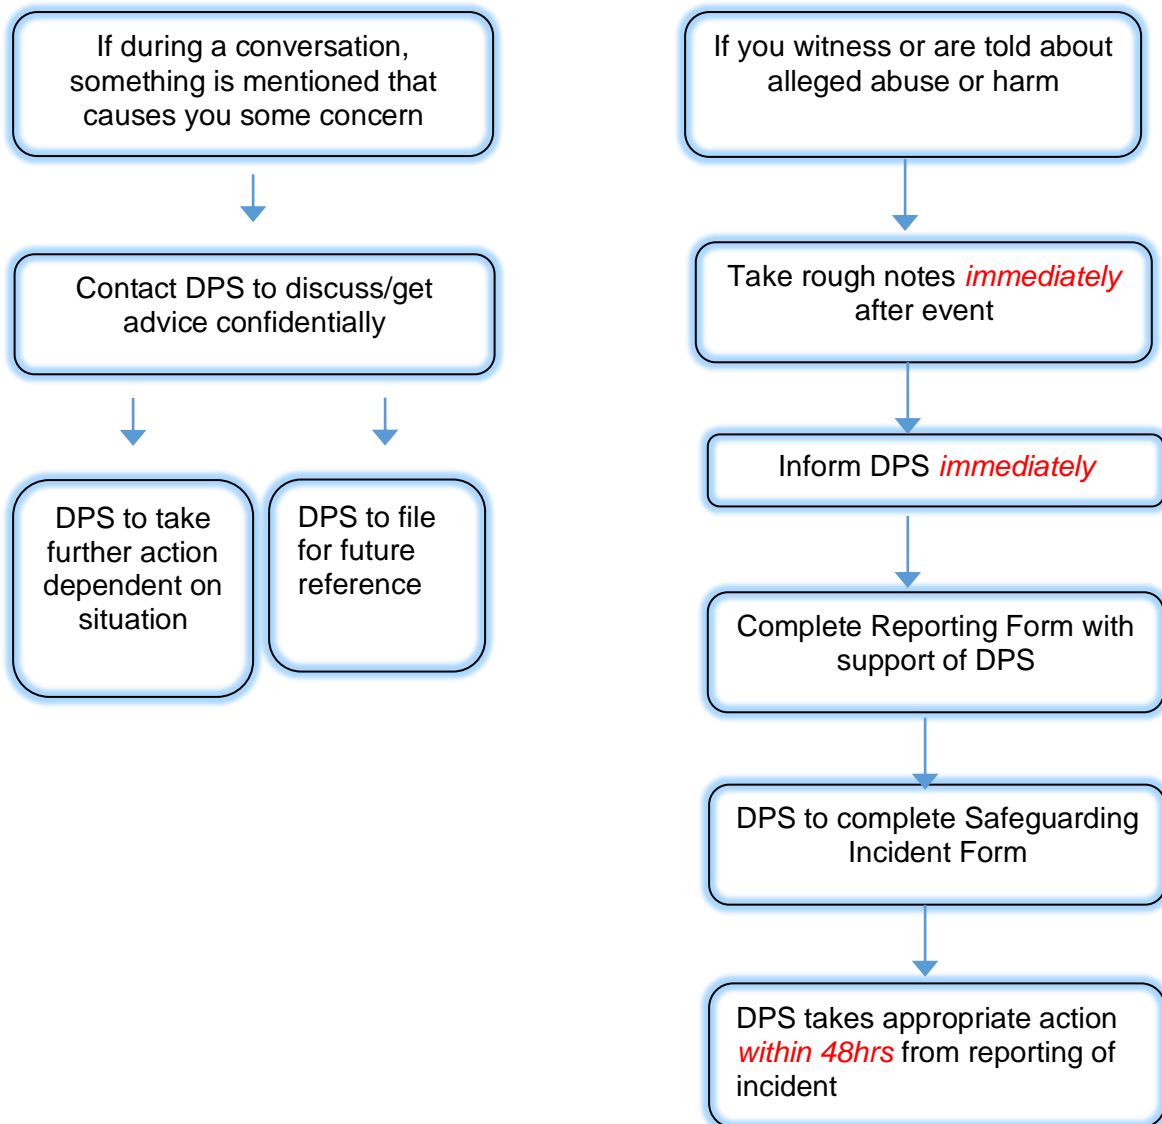 If during a conversation,
something is mentioned that
causes you some concern
Contact DPS to discuss/get
advice confidentially
DPS to take
further action
dependent on
situation
DPS to file
for future
reference
If you witness or are told about
alleged abuse or harm
Take rough notes immediately
after event
Inform DPS immediately
Complete Reporting Form with
support of DPS
DPS to complete Safeguarding
Incident Form
DPS takes appropriate action
within 48hrs from reporting of
incident